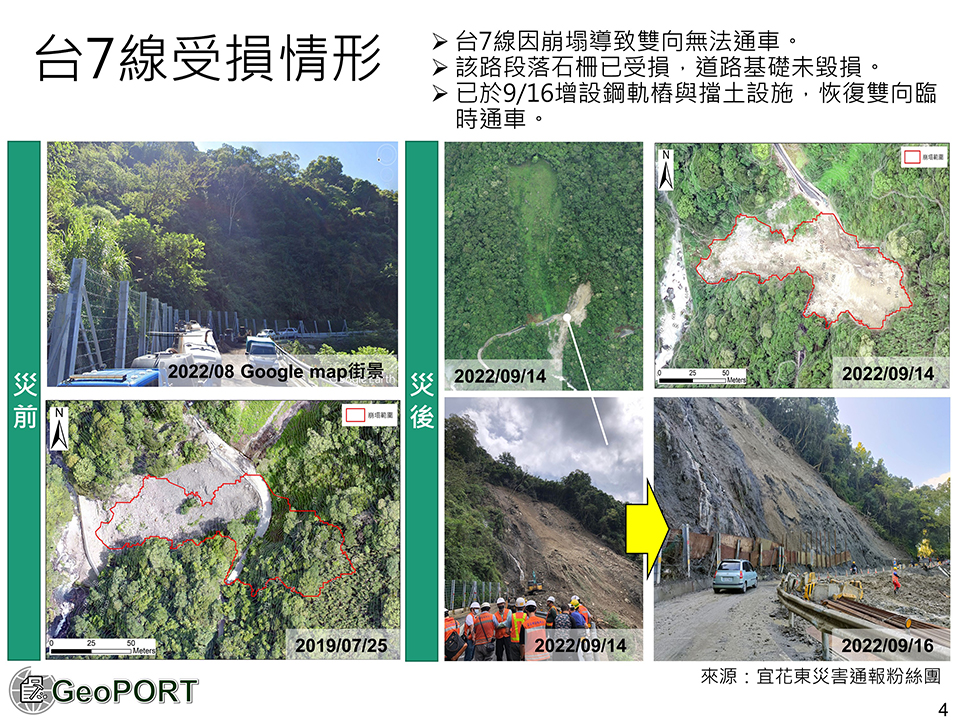 台7線受損情形
➢ 台7線因崩塌導致雙向無法通車。
➢ 該路段落石柵已受損，道路基礎未毀損。
➢ 已於9/16增設鋼軌樁與擋土設施，恢復雙向臨
時通車。
災前
2022/08 Google map街景
N
崩塌範圍
0 25 50
Meters
2019/07/25
災後
2022/09/14
N
崩塌範圍
0 25 50
Meters
2022/09/14
2022/09/14
2022/09/16
來源：宜花東災害通報粉絲團
GeoPORT
4